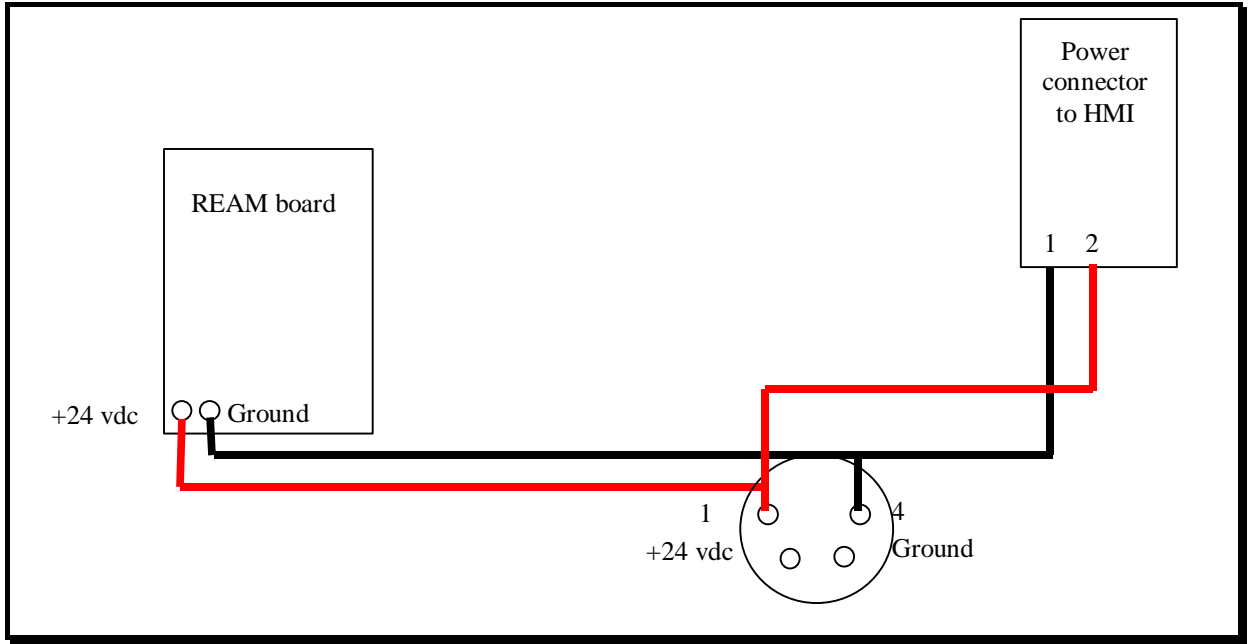 Power
connector
to HMI
REAM board
1 2
+24 vdc
Ground
1
4
+24 vdc
Ground